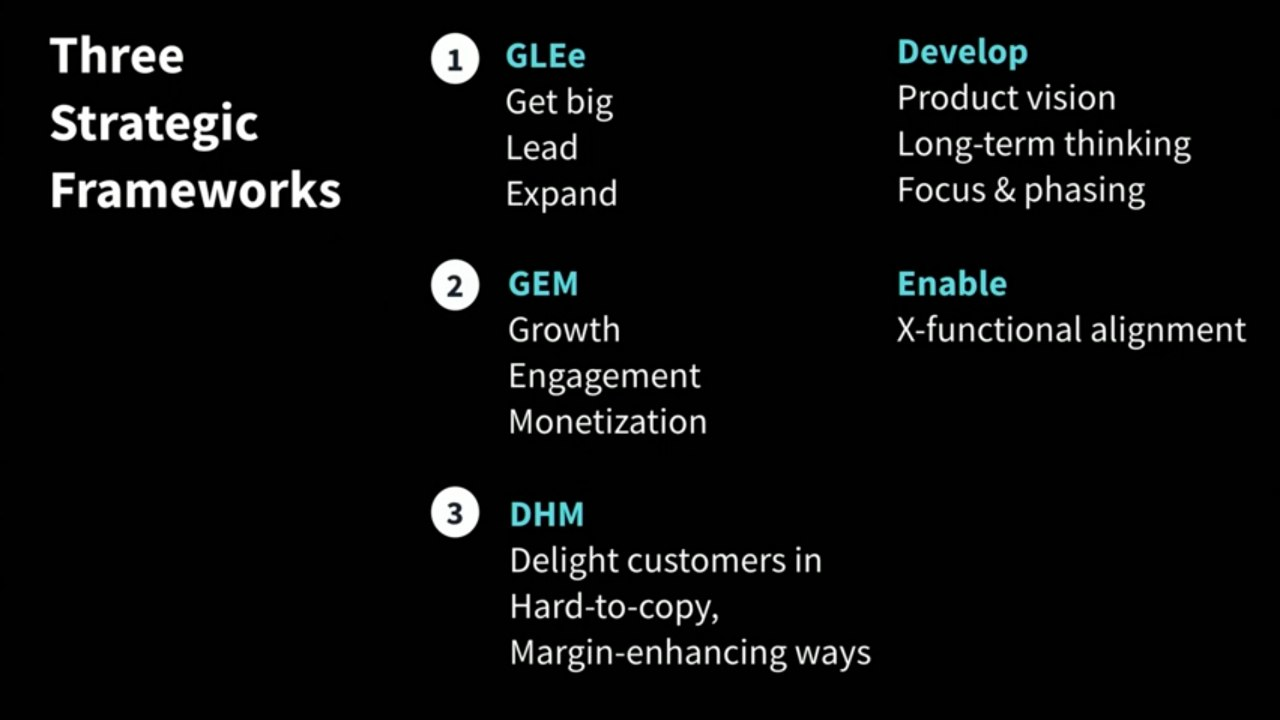 Three
Strategic
Frameworks
1
GLEe
Get big
Lead
Expand
Develop
Product vision
Long-term thinking
Focus & phasing
2
GEM
Growth
Engagement
Monetization
Enable
X-functional alignment
3
DHM
Delight customers in
Hard-to-copy,
Margin-enhancing ways